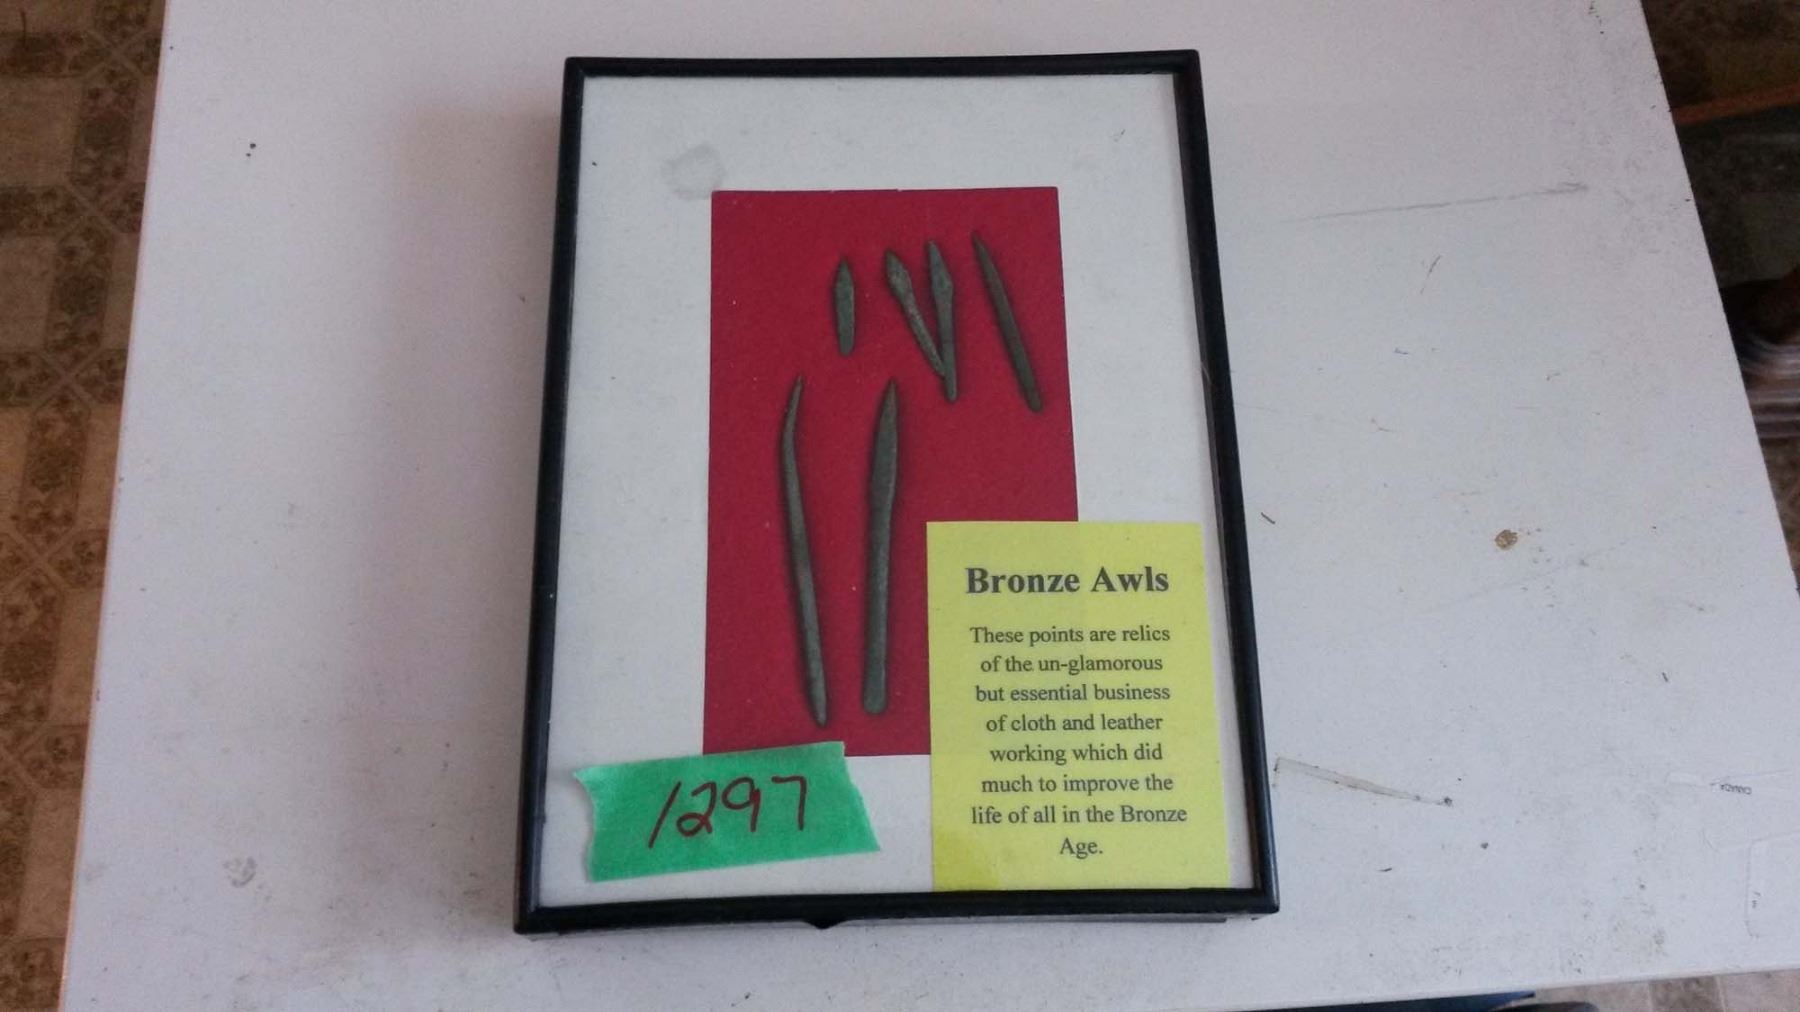 Bronze Awls
These points are relics
of the un-glamorous
but essential business
of cloth and leather
working which did
much to improve the
life of all in the Bronze
Age.
1297
CANADA